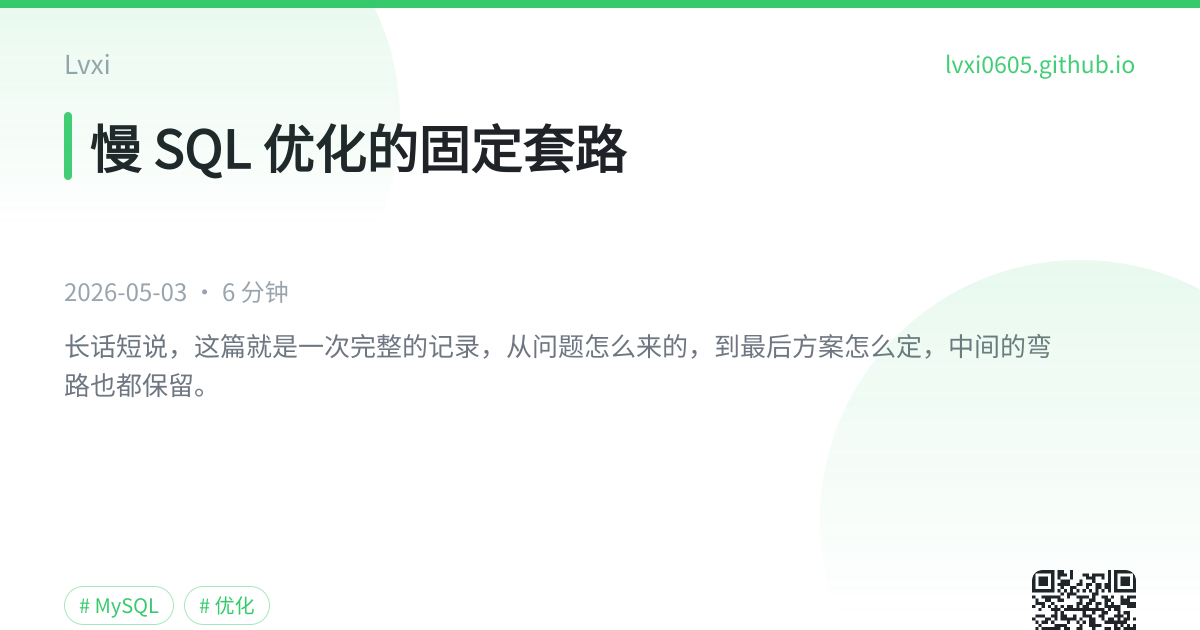 Lvxi
lvxi0605.github.io
慢 SQL 优化的固定套路
2026-05-03 · 6 分钟
长话短说，这篇就是一次完整的记录，从问题怎么来的，到最后方案怎么定，中间的弯
路也都保留。
# MySQL
# 优化